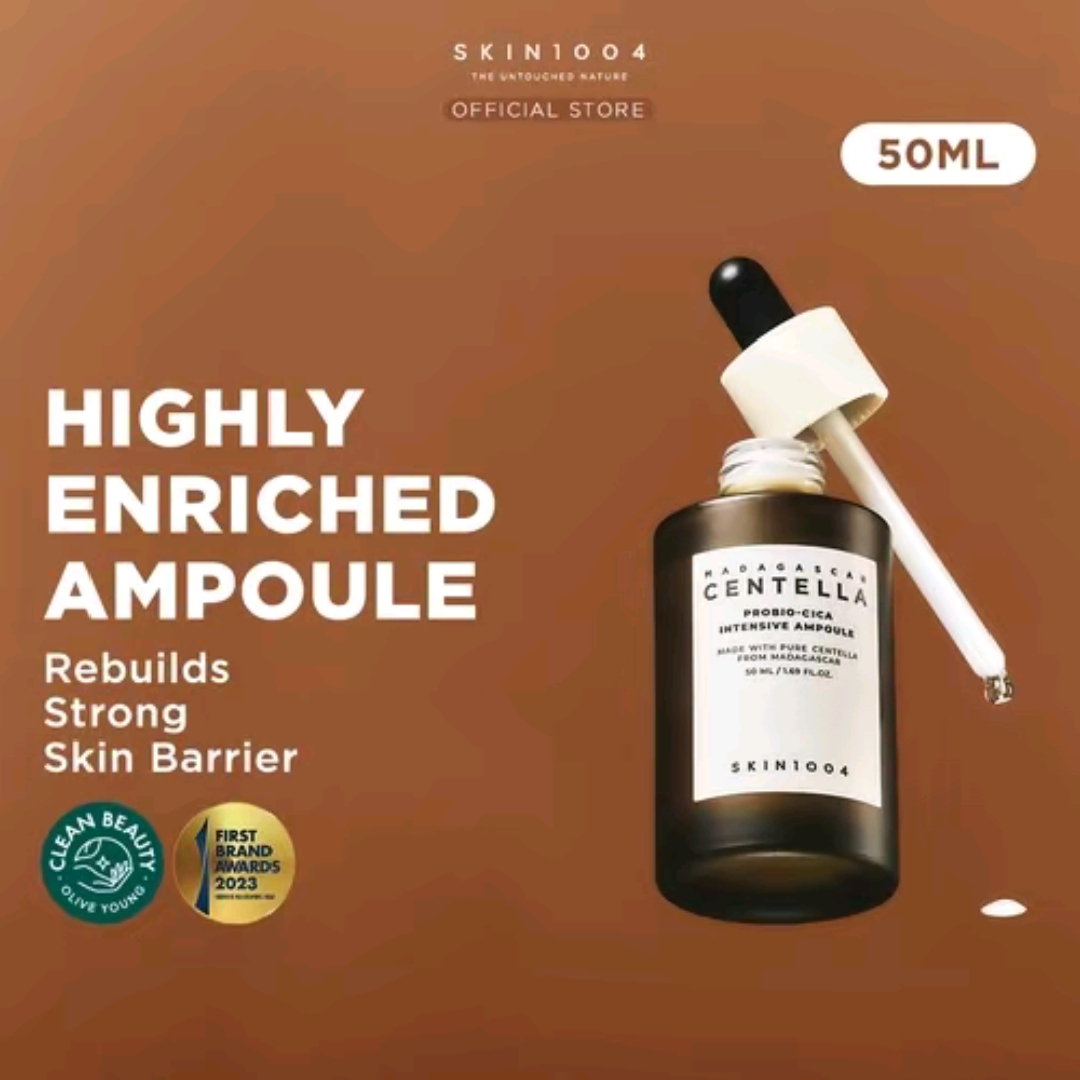 SKIN1004
THE UNTOUCHED NATURE
OFFICIAL STORE
50ML
HIGHLY
ENRICHED
AMPOULE
Rebuilds
Strong
Skin Barrier
CLEAN BEAUTY
OLIVE YOUNG
FIRST
BRAND
AWARDS
2023
MADAGASCAR
CENTELLA
PROBIO-CICA
INTENSIVE AMPOULE
MADE WITH PURE CENTELLA
FROM MADAGASCAR
50 ML / 1.69 FL.OZ.
SKIN1004